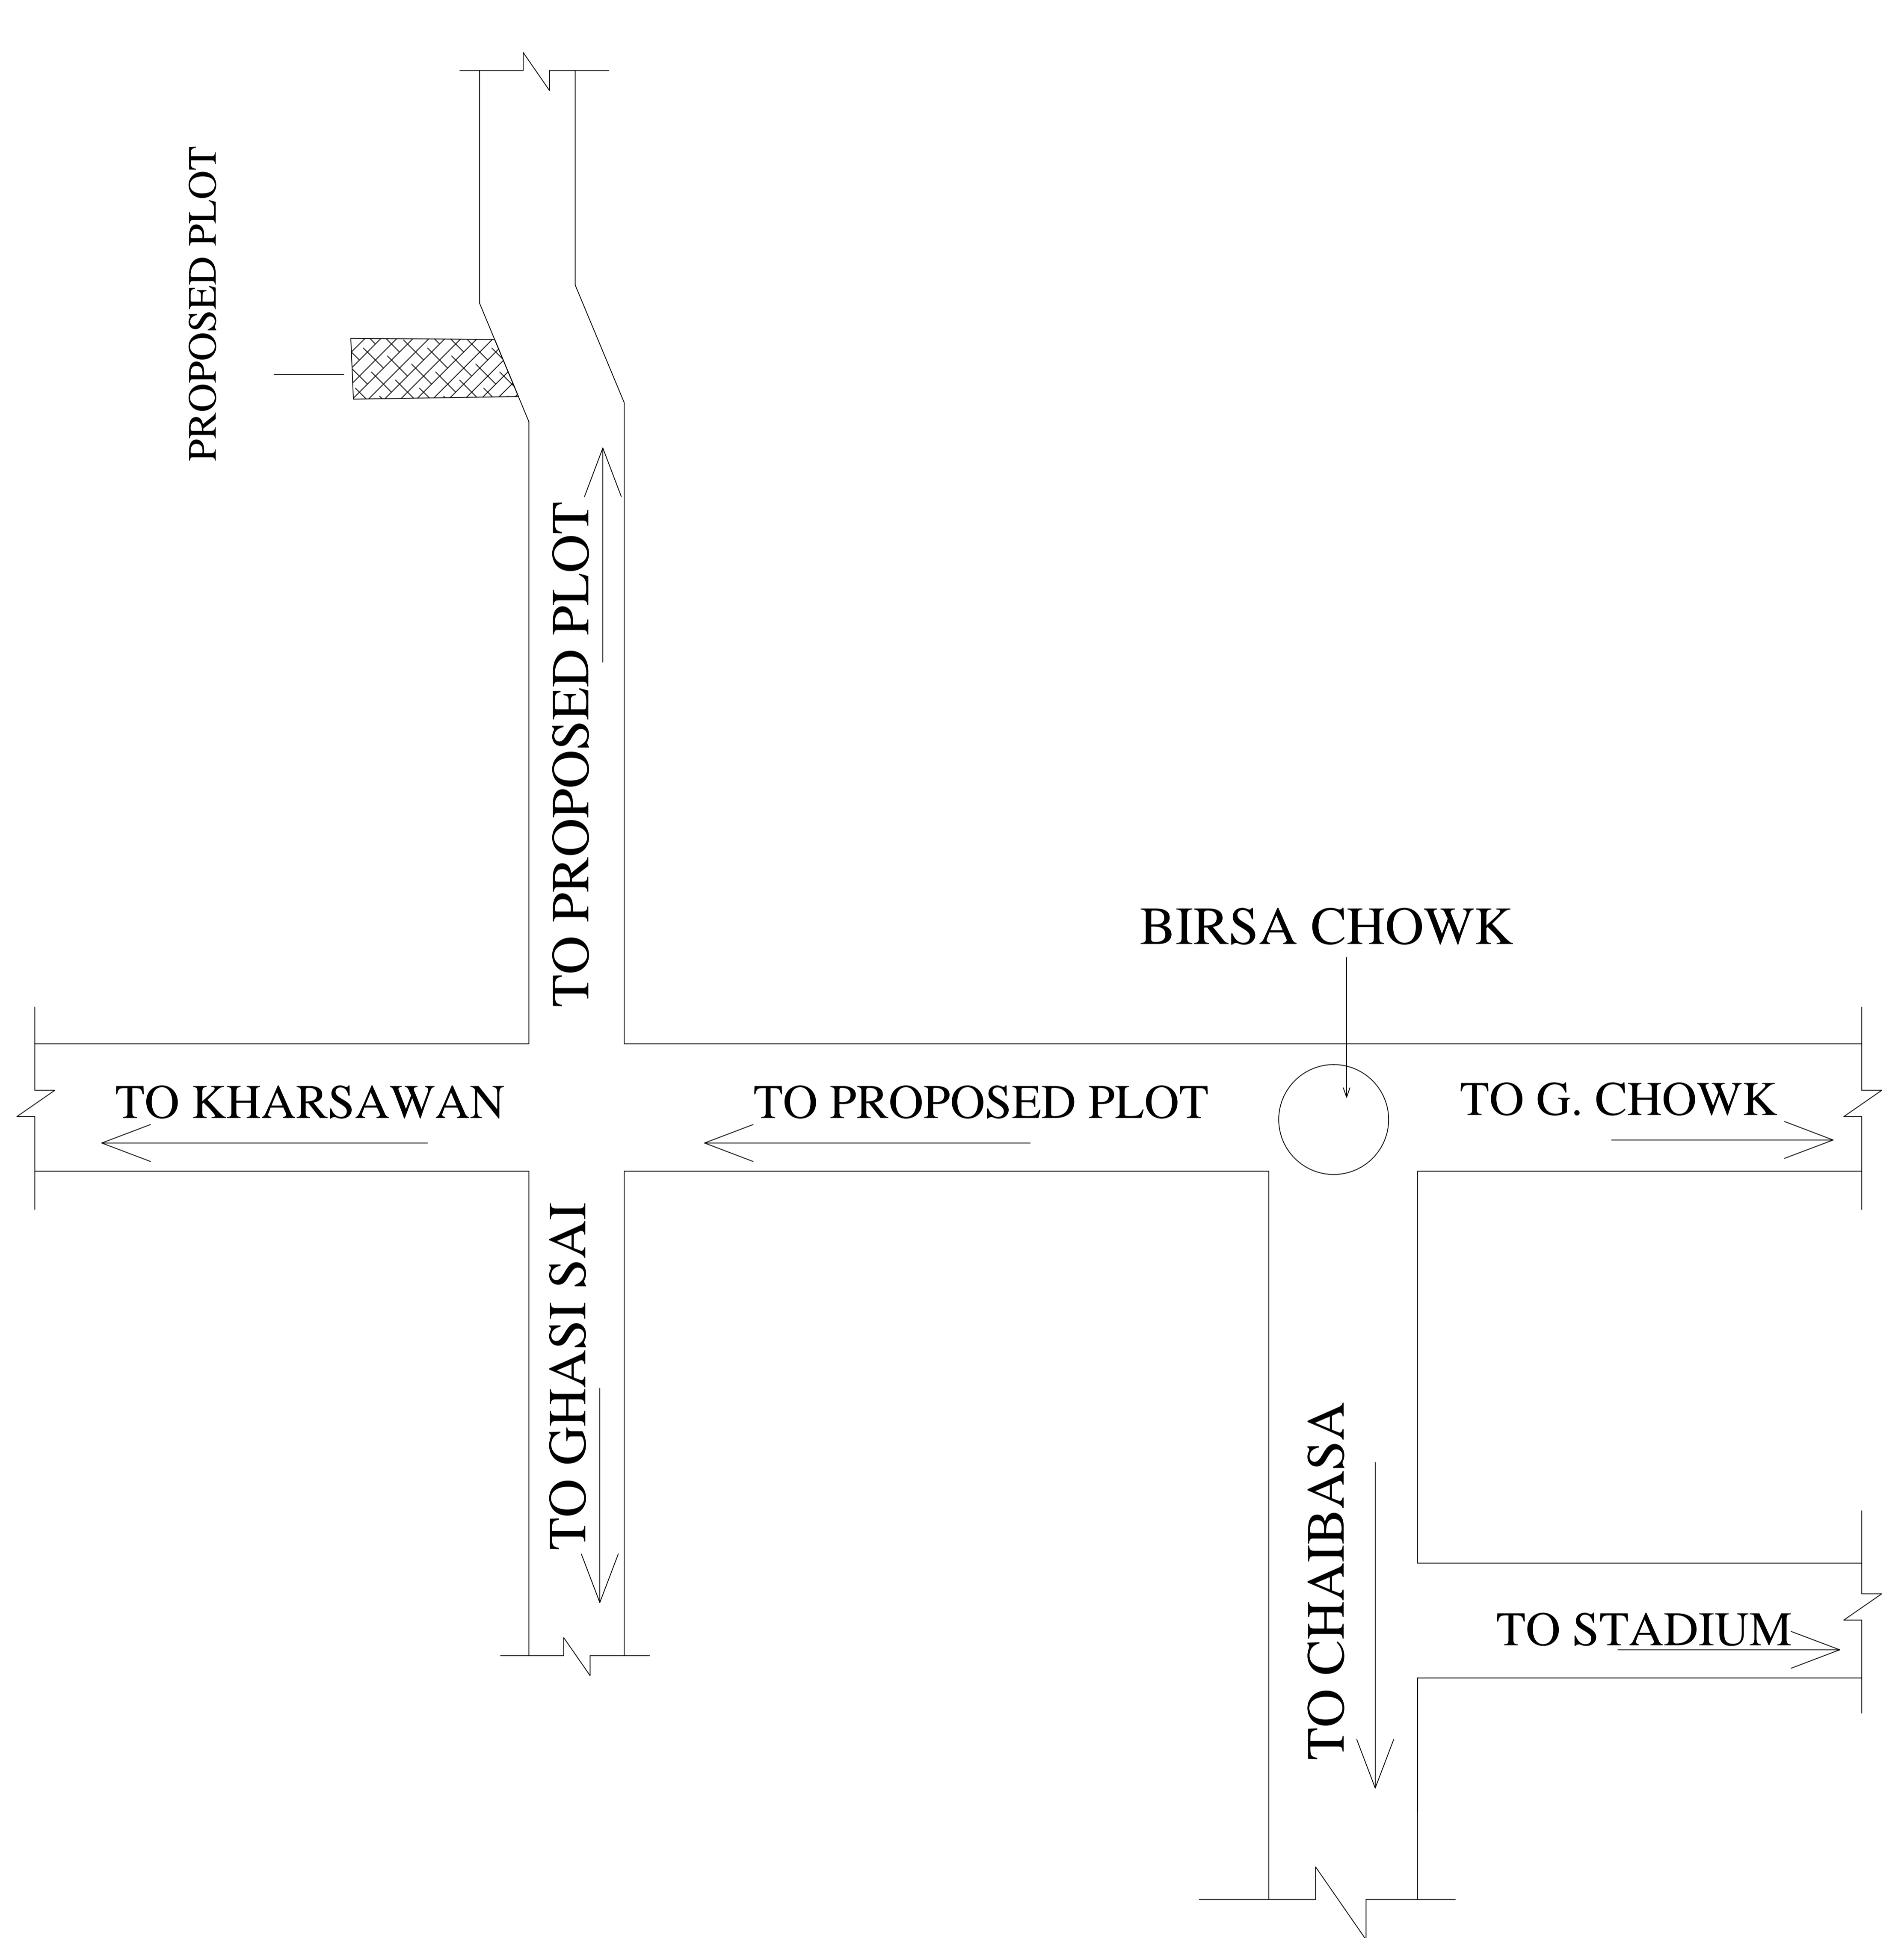 PROPOSED PLOT
TO PROPOSED PLOT
BIRSA CHOWK
TO KHARSAWAN
TO PROPOSED PLOT
TO G. CHOWK
TO GHASI SAI
TO CHAIBASA
TO STADIUM